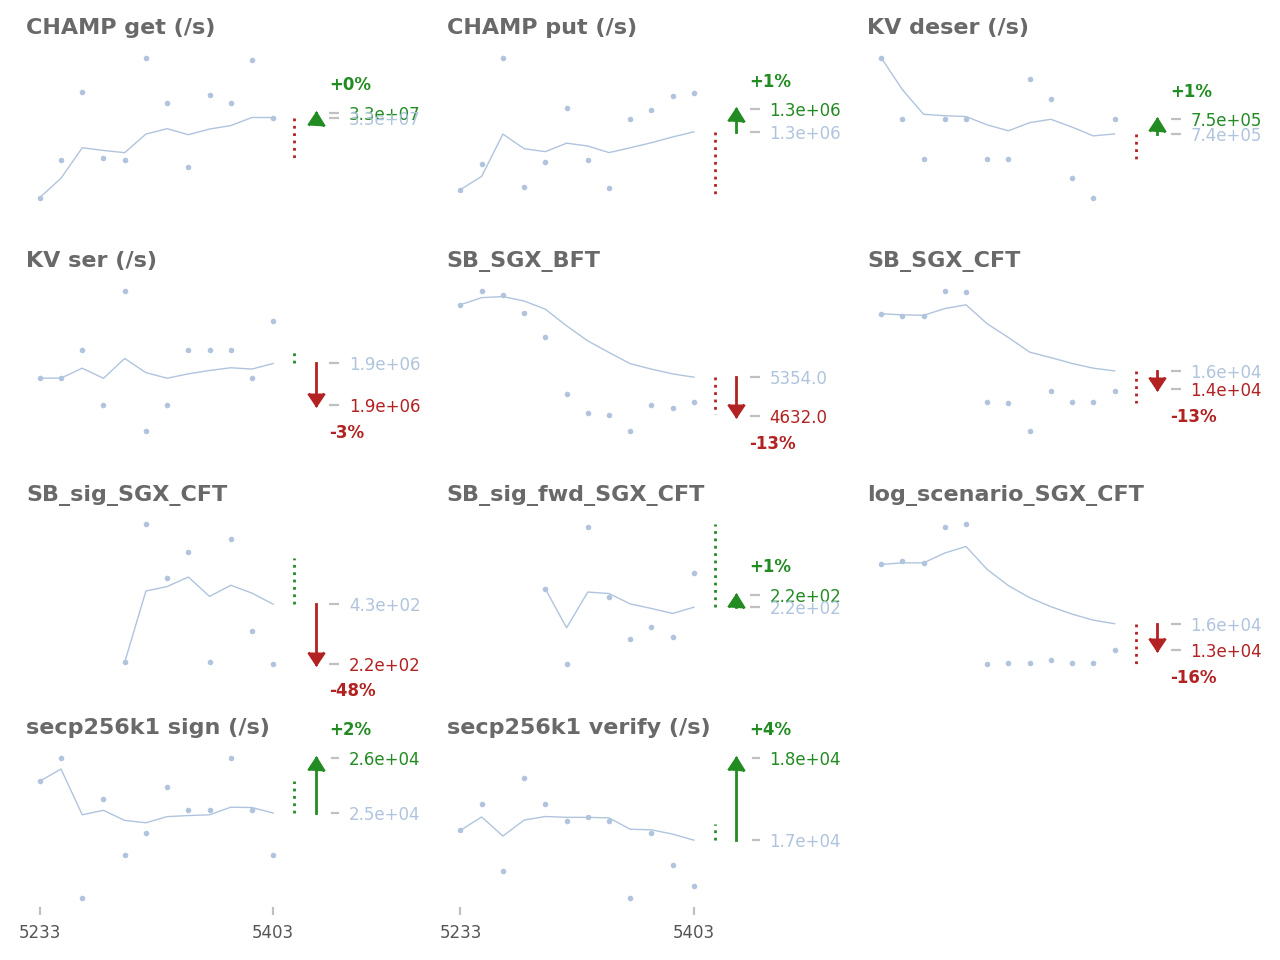 CHAMP get (/s)
+0%
3.3e+07
3.3e+07
CHAMP put (/s)
+1%
1.3e+06
1.3e+06
KV deser (/s)
+1%
7.5e+05
7.4e+05
KV ser (/s)
1.9e+06
1.9e+06
-3%
SB_SGX_BFT
5354.0
4632.0
-13%
SB_SGX_CFT
1.6e+04
1.4e+04
-13%
SB_sig_SGX_CFT
4.3e+02
2.2e+02
-48%
SB_sig_fwd_SGX_CFT
+1%
2.2e+02
2.2e+02
log_scenario_SGX_CFT
1.6e+04
1.3e+04
-16%
secp256k1 sign (/s)
+2%
2.6e+04
2.5e+04
5233 5403
secp256k1 verify (/s)
+4%
1.8e+04
1.7e+04
5233 5403